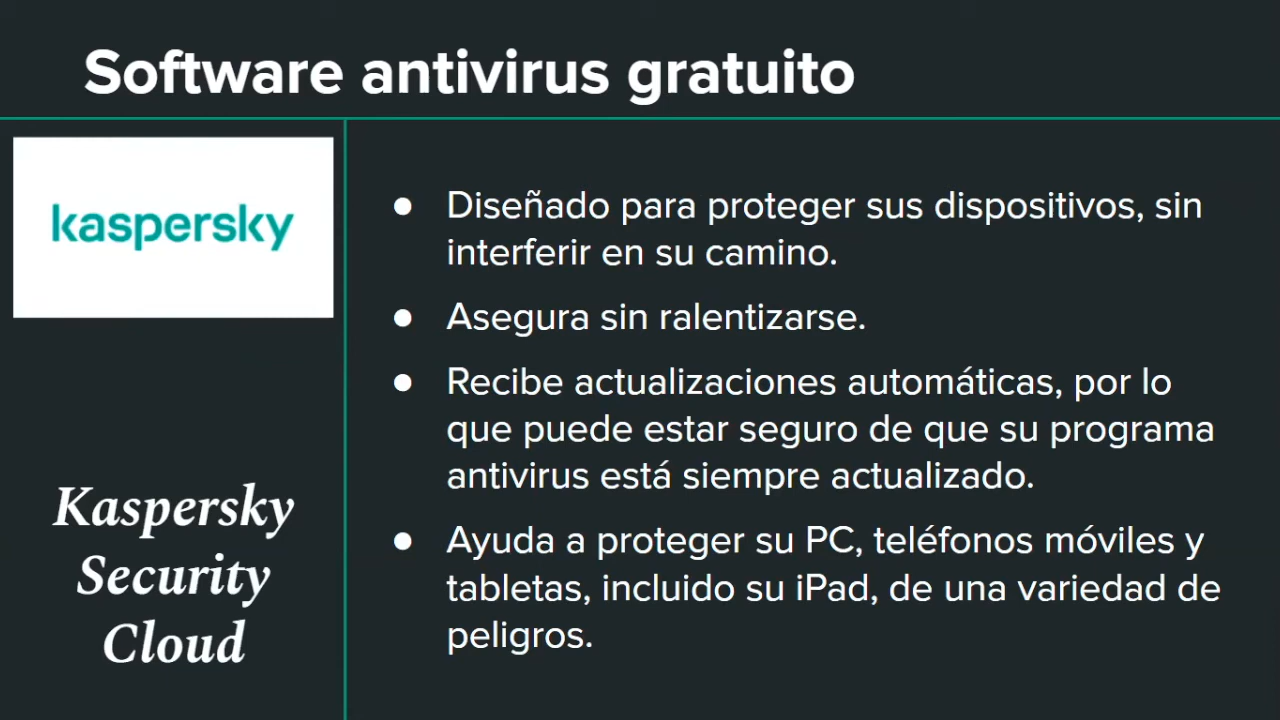 Software antivirus gratuito
kaspersky
Kaspersky
Security
Cloud
● Diseñado para proteger sus dispositivos, sin
interferir en su camino.
● Asegura sin ralentizarse.
● Recibe actualizaciones automáticas, por lo
que puede estar seguro de que su programa
antivirus está siempre actualizado.
● Ayuda a proteger su PC, teléfonos móviles y
tabletas, incluido su iPad, de una variedad de
peligros.